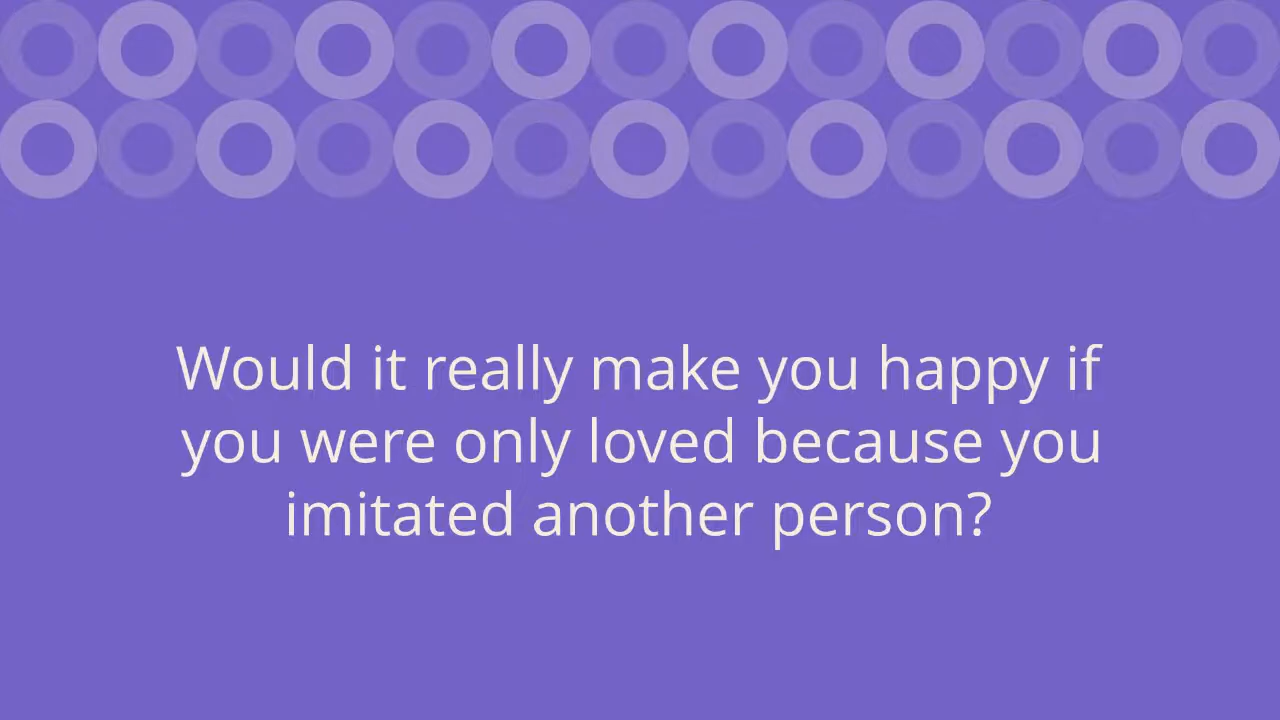 Would it really make you happy if
you were only loved because you
imitated another person?